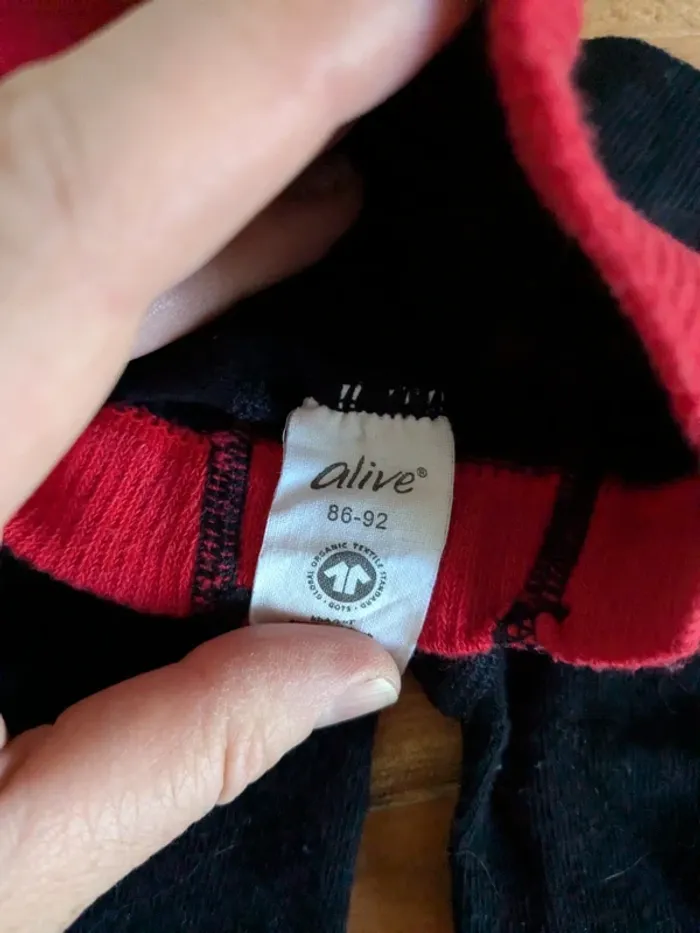 alive®
86-92
GLOBAL ORGANIC TEXTILE STANDARD · GOTS ·